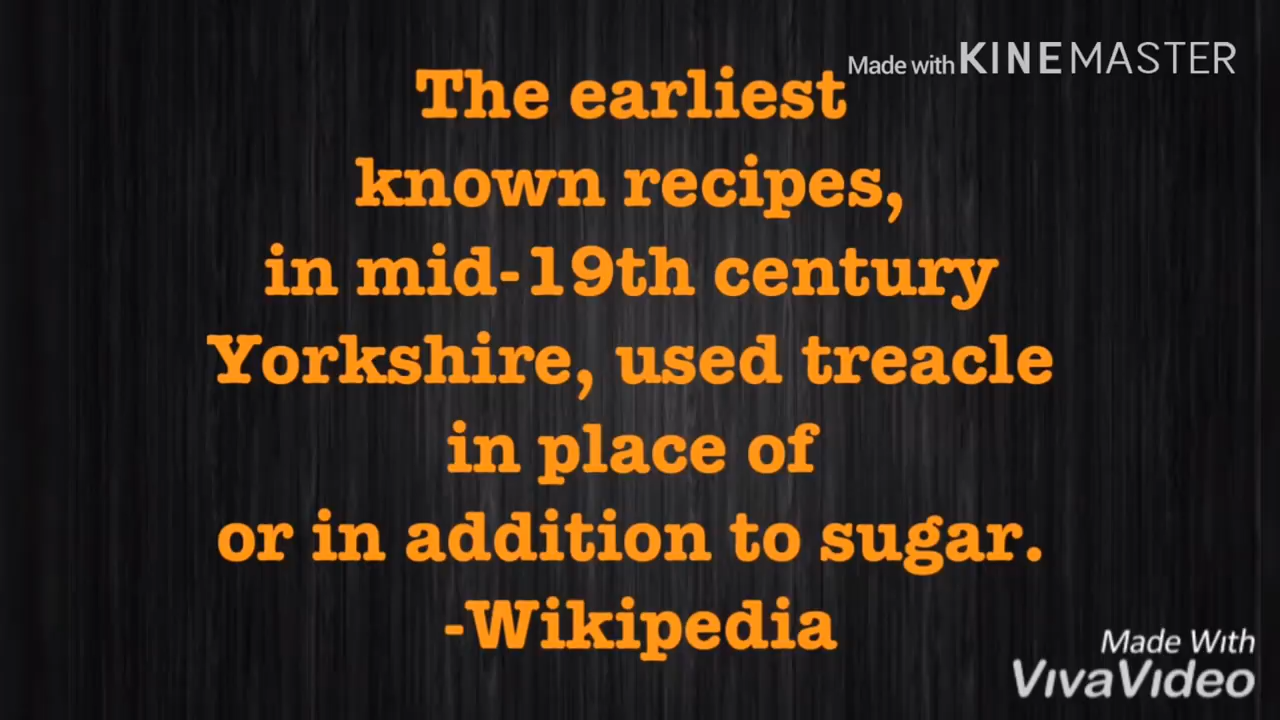 Made with KINEMASTER
The earliest
known recipes,
in mid-19th century
Yorkshire, used treacle
in place of
or in addition to sugar.
-Wikipedia
Made With
VivaVideo